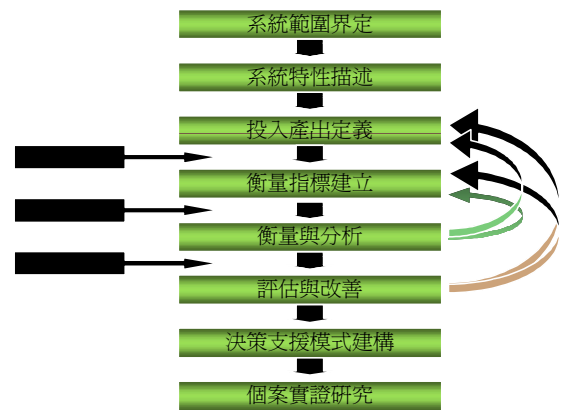 系統範圍界定
系統特性描述
投入產出定義
衡量指標建立
衡量與分析
評估與改善
決策支援模式建構
個案實證研究